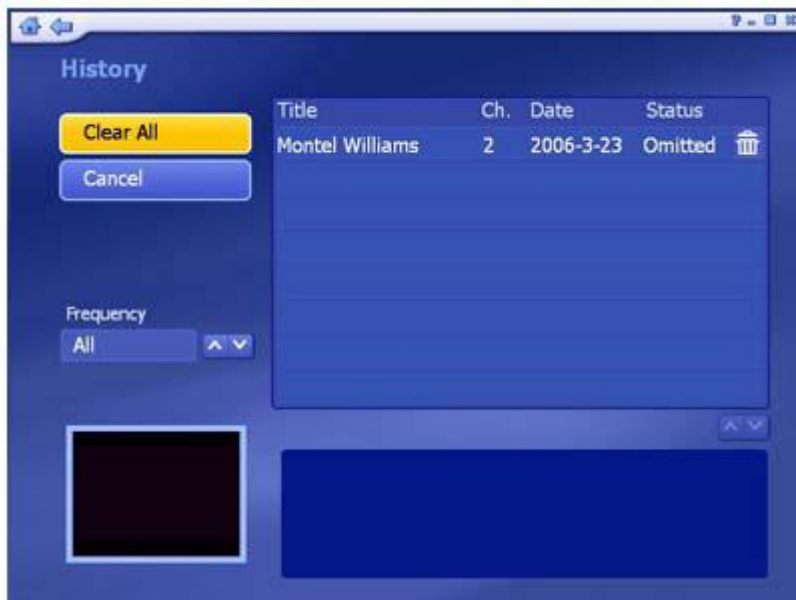 History
Clear All
Cancel
Title Ch. Date Status
Montel Williams 2 2006-3-23 Omitted
Frequency
All